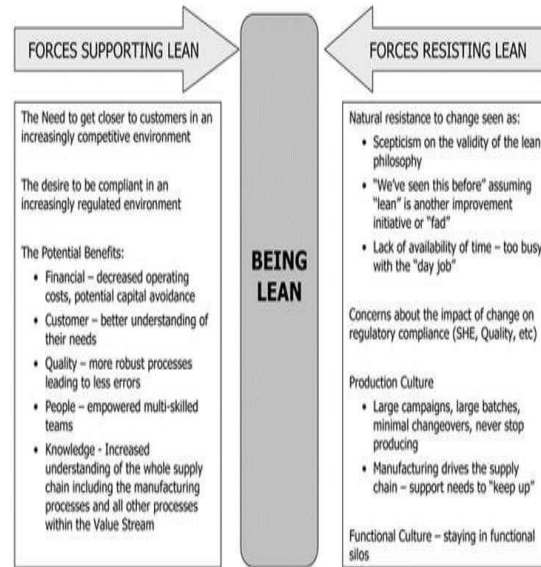 FORCES SUPPORTING LEAN
The Need to get closer to customers in an
increasingly competitive environment
The desire to be compliant in an
increasingly regulated environment
The Potential Benefits:
• Financial – decreased operating
costs, potential capital avoidance
• Customer – better understanding of
their needs
• Quality – more robust processes
leading to less errors
• People – empowered multi-skilled
teams
• Knowledge - Increased
understanding of the whole supply
chain including the manufacturing
processes and all other processes
within the Value Stream
BEING
LEAN
FORCES RESISTING LEAN
Natural resistance to change seen as:
• Scepticism on the validity of the lean
philosophy
• "We've seen this before" assuming
"lean" is another improvement
initiative or "fad"
• Lack of availability of time – too busy
with the "day job"
Concerns about the impact of change on
regulatory compliance (SHE, Quality, etc)
Production Culture
• Large campaigns, large batches,
minimal changeovers, never stop
producing
• Manufacturing drives the supply
chain – support needs to "keep up"
Functional Culture – staying in functional
silos